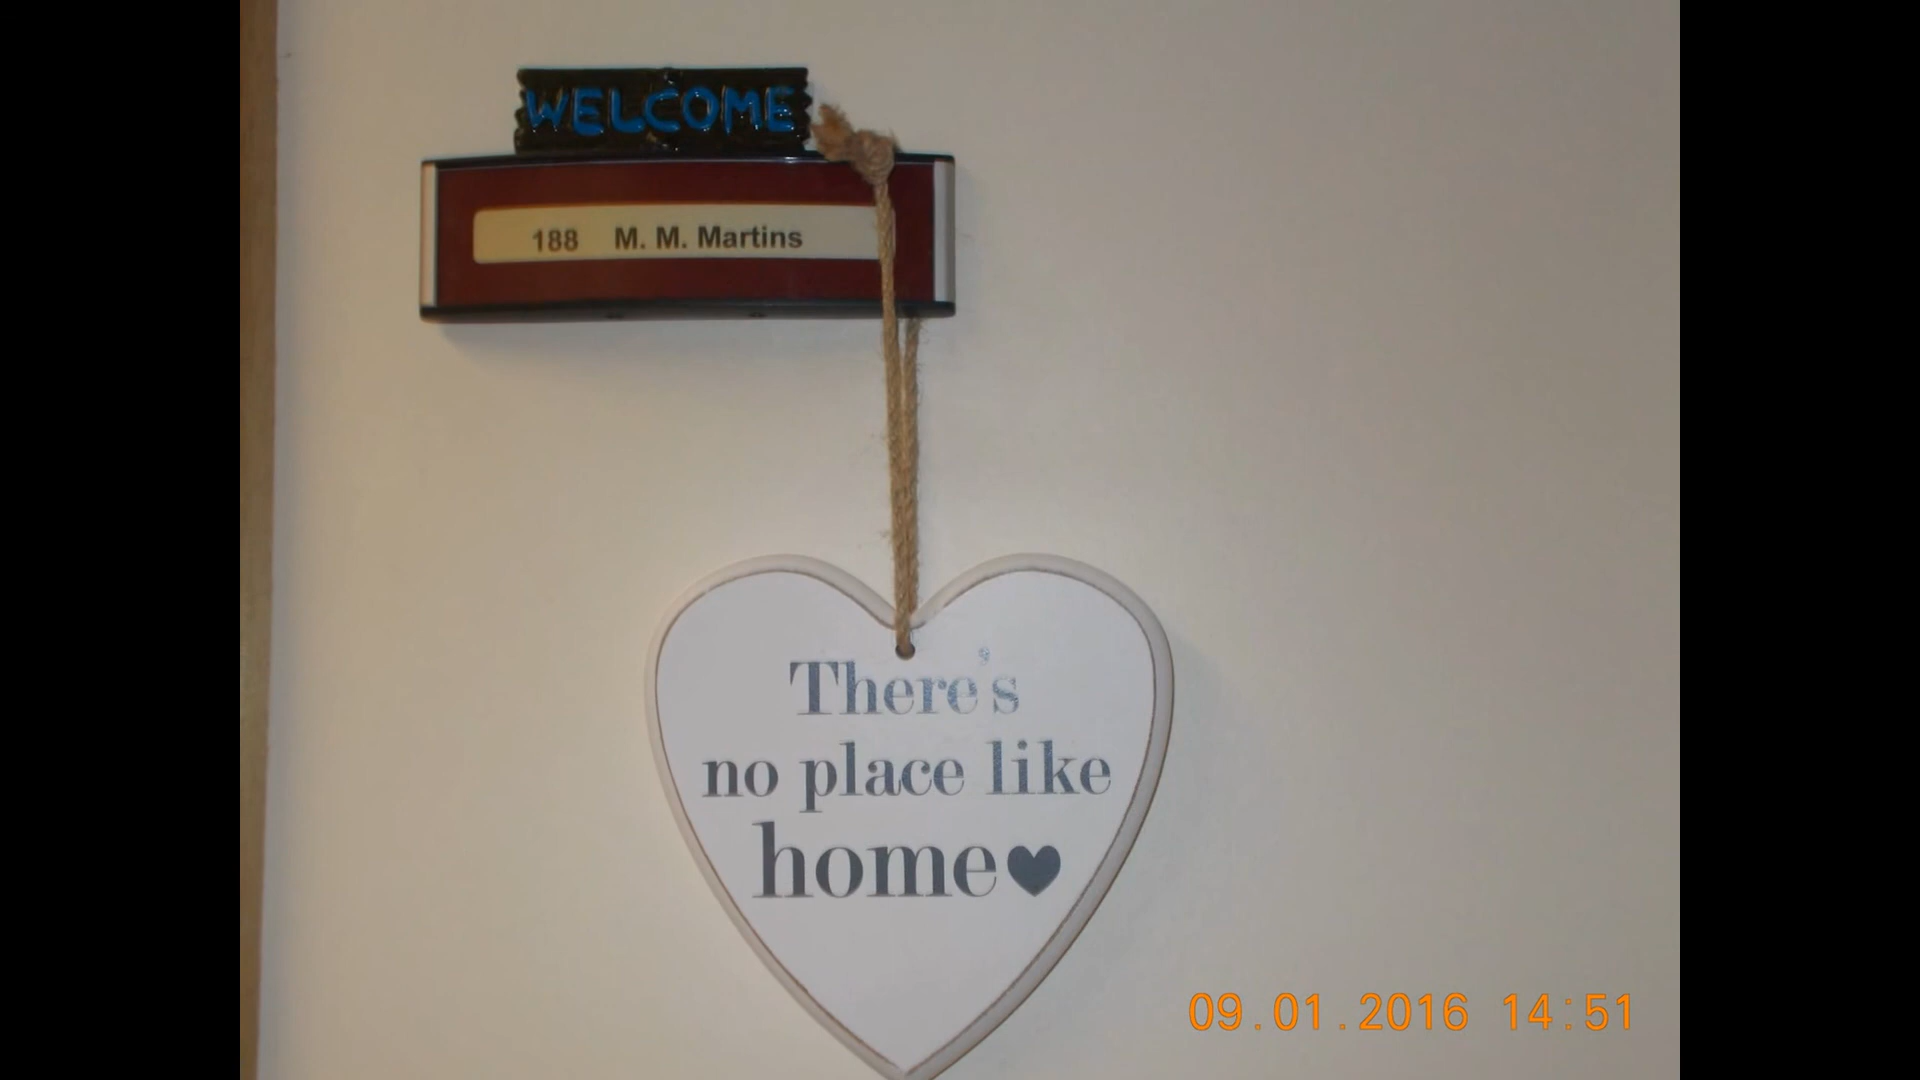 WELCOME
188 M. M. Martins
There's
no place like
home♥
09.01.2016 14:51